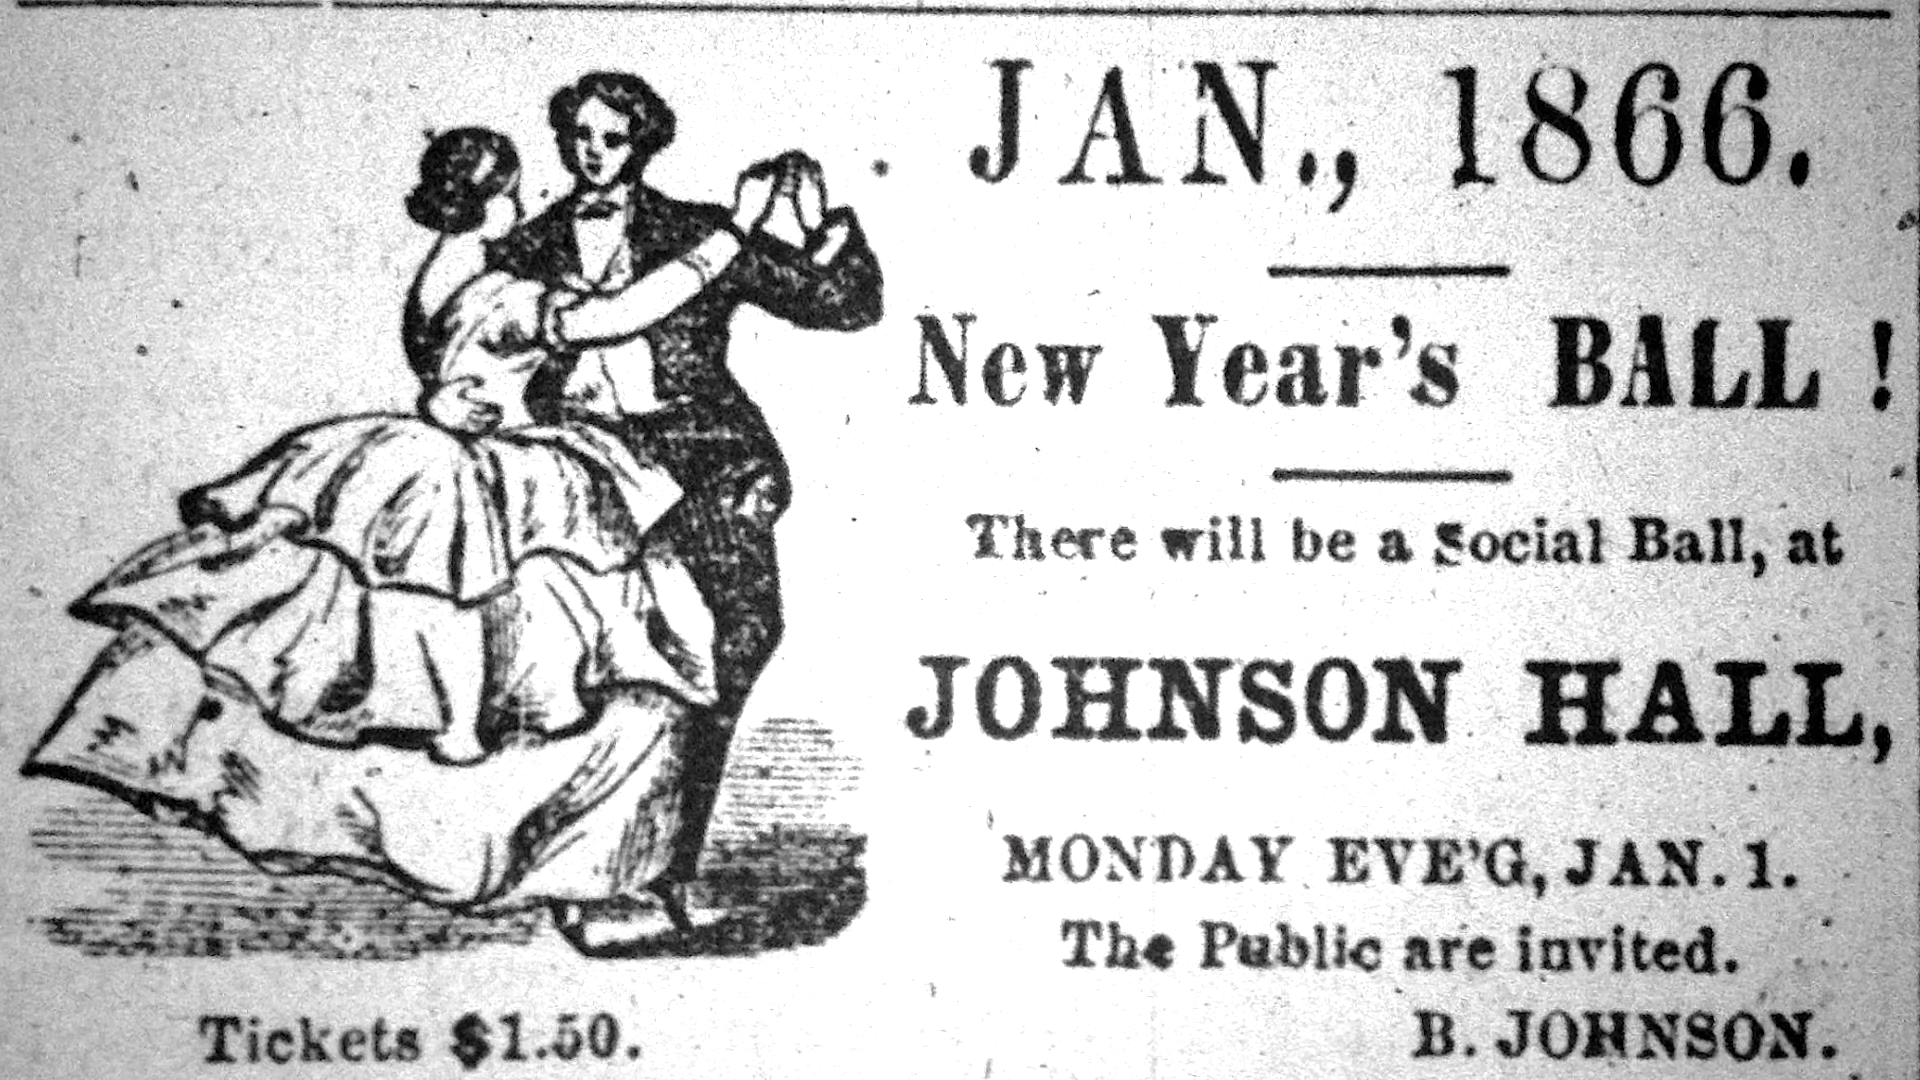 JAN., 1866.
New Year's BALL !
There will be a Social Ball, at
JOHNSON HALL,
MONDAY EVE'G, JAN. 1.
The Public are invited.
B. JOHNSON.
Tickets $1.50.